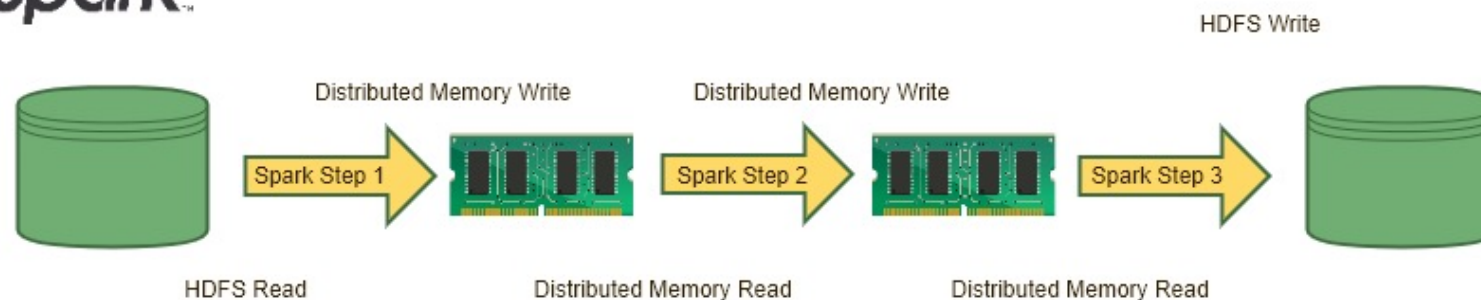 Spark
HDFS Write
Distributed Memory Write
Distributed Memory Write
Spark Step 1
Spark Step 2
Spark Step 3
HDFS Read
Distributed Memory Read
Distributed Memory Read